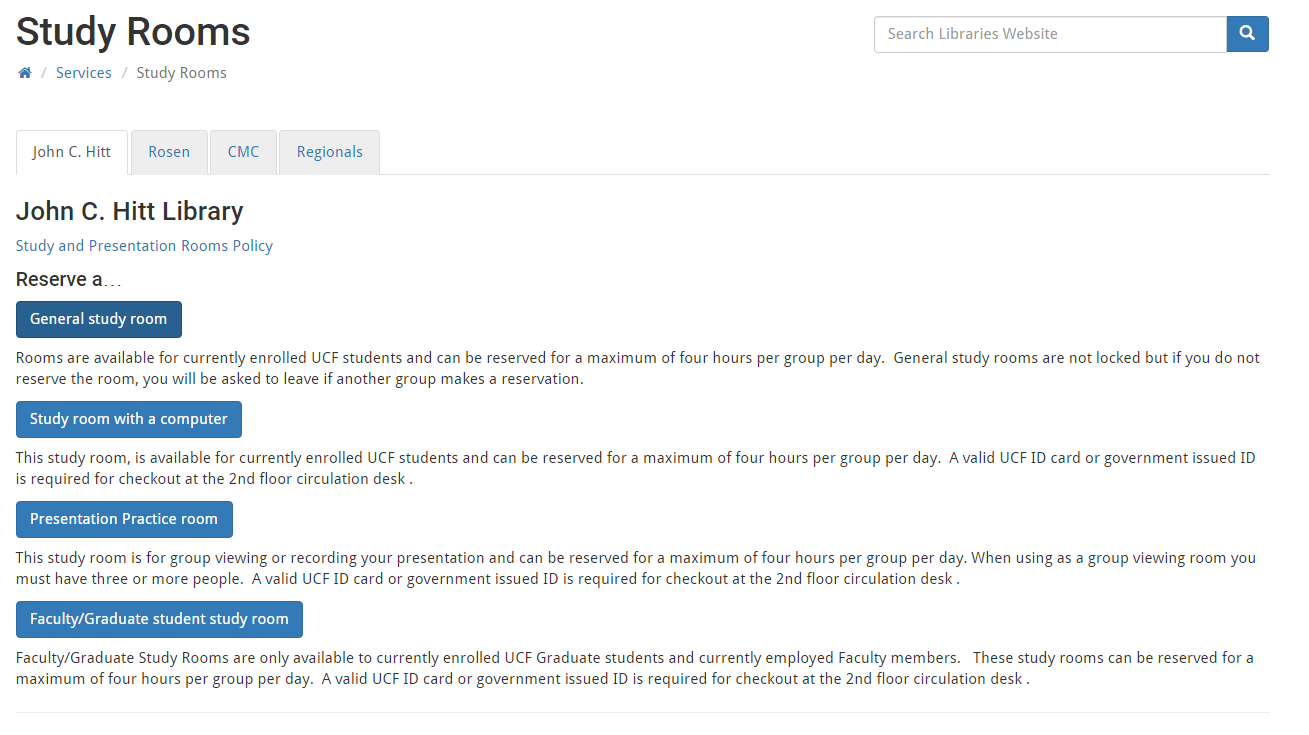 Study Rooms
Search Libraries Website
/ Services / Study Rooms
John C. Hitt
Rosen
CMC
Regionals
John C. Hitt Library
Study and Presentation Rooms Policy
Reserve a...
General study room
Rooms are available for currently enrolled UCF students and can be reserved for a maximum of four hours per group per day.  General study rooms are not locked but if you do not
reserve the room, you will be asked to leave if another group makes a reservation.
Study room with a computer
This study room, is available for currently enrolled UCF students and can be reserved for a maximum of four hours per group per day.  A valid UCF ID card or government issued ID
is required for checkout at the 2nd floor circulation desk .
Presentation Practice room
This study room is for group viewing or recording your presentation and can be reserved for a maximum of four hours per group per day. When using as a group viewing room you
must have three or more people.  A valid UCF ID card or government issued ID is required for checkout at the 2nd floor circulation desk .
Faculty/Graduate student study room
Faculty/Graduate Study Rooms are only available to currently enrolled UCF Graduate students and currently employed Faculty members.   These study rooms can be reserved for a
maximum of four hours per group per day.  A valid UCF ID card or government issued ID is required for checkout at the 2nd floor circulation desk .